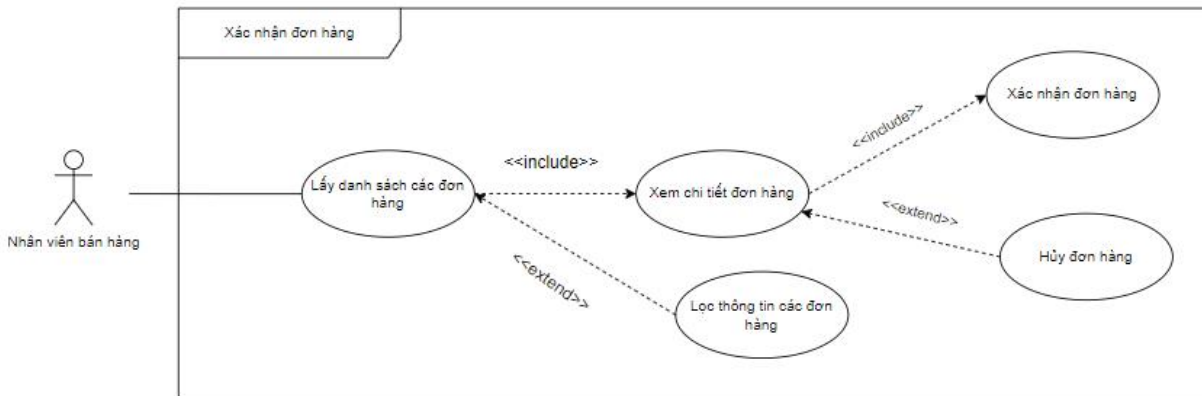 Xác nhận đơn hàng
Xác nhận đơn hàng
<<include>>
<<include>>
Lấy danh sách các đơn
hàng
Xem chi tiết đơn hàng
<<extend>>
Nhân viên bán hàng
Hủy đơn hàng
<<extend>>
Lọc thông tin các đơn
hàng